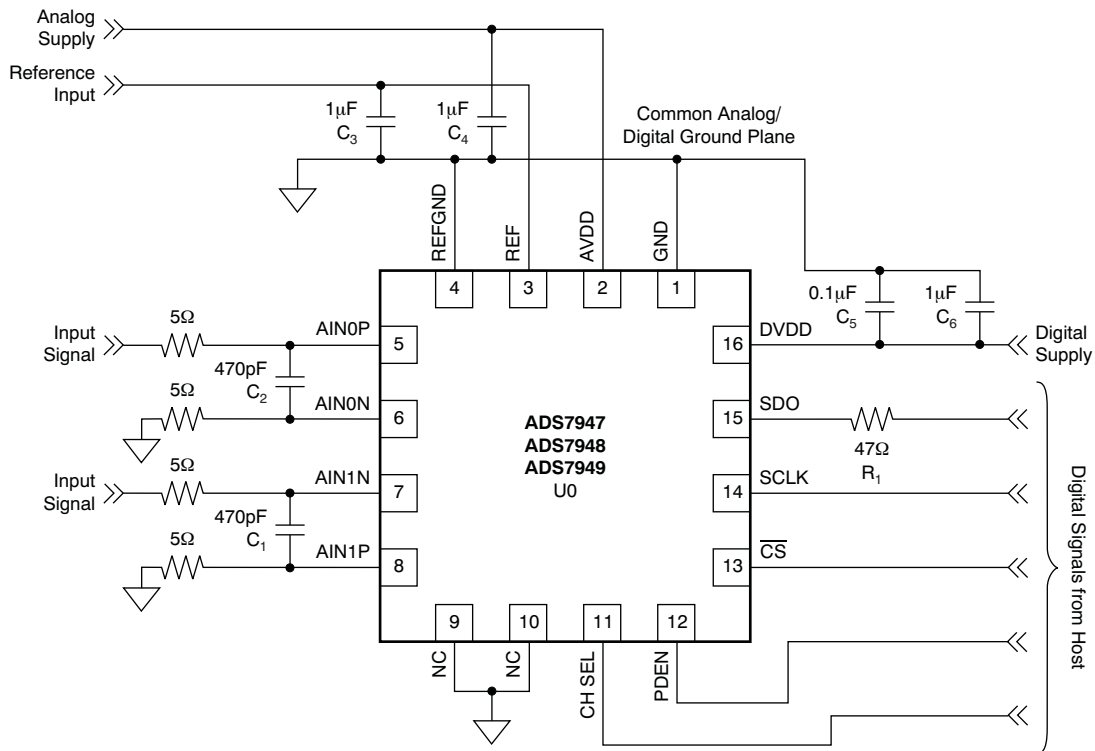 Analog
Supply
Reference
Input
1μF
C3
1μF
C4
Common Analog/
Digital Ground Plane
REFGND
REF
AVDD
GND
4
3
2
1
0.1μF
C5
1μF
C6
Input
Signal
5Ω
AIN0P
5
16
DVDD
Digital
Supply
470pF
C2
5Ω
AIN0N
6
ADS7947
ADS7948
ADS7949
U0
15
SDO
47Ω
R1
Input
Signal
5Ω
AIN1N
7
14
SCLK
470pF
C1
5Ω
AIN1P
8
13
CS
9
10
11
12
NC
NC
CH SEL
PDEN
Digital Signals from Host